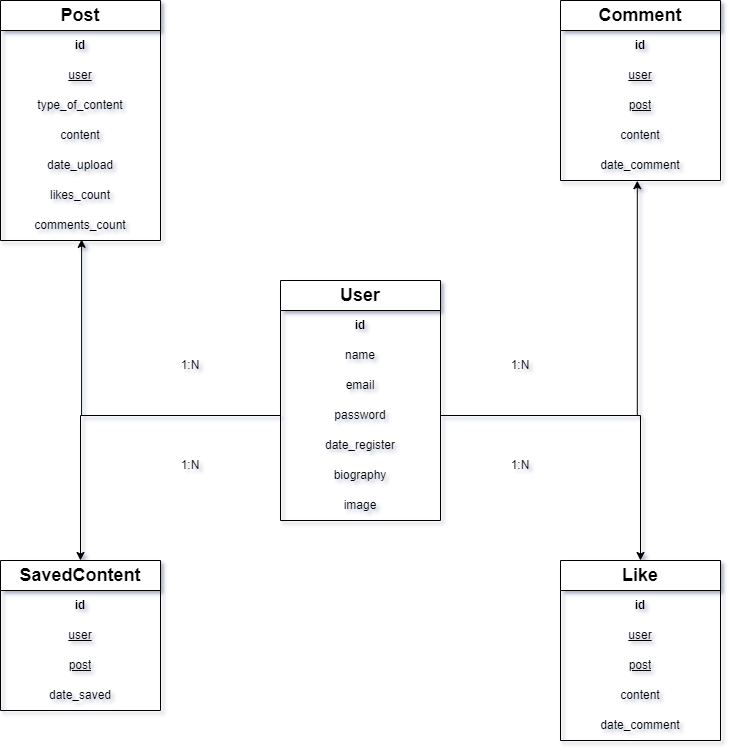 Post
id
user
type_of_content
content
date_upload
likes_count
comments_count
Comment
id
user
post
content
date_comment
User
id
name
email
password
date_register
biography
image
1:N
1:N
1:N
1:N
SavedContent
id
user
post
date_saved
Like
id
user
post
content
date_comment